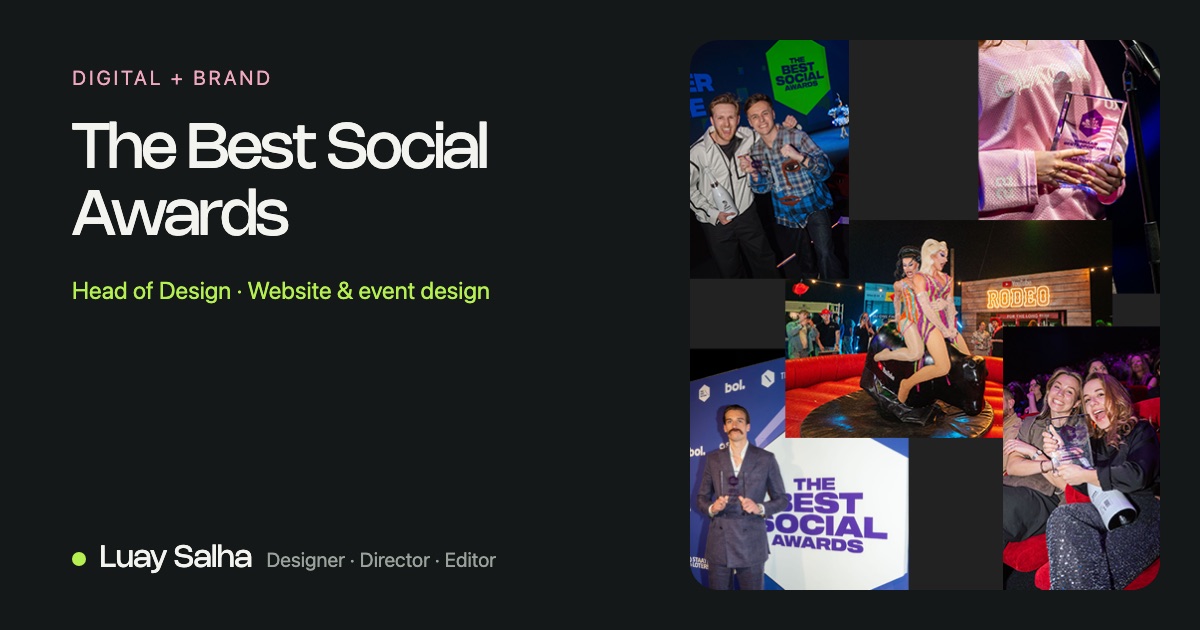 DIGITAL + BRAND
The Best Social
Awards
Head of Design · Website & event design
Luay Salha
Designer · Director · Editor
THE
BEST
SOCIAL
AWARDS
RODEO
bol.
bol.
THE
BEST
SOCIAL
AWARDS